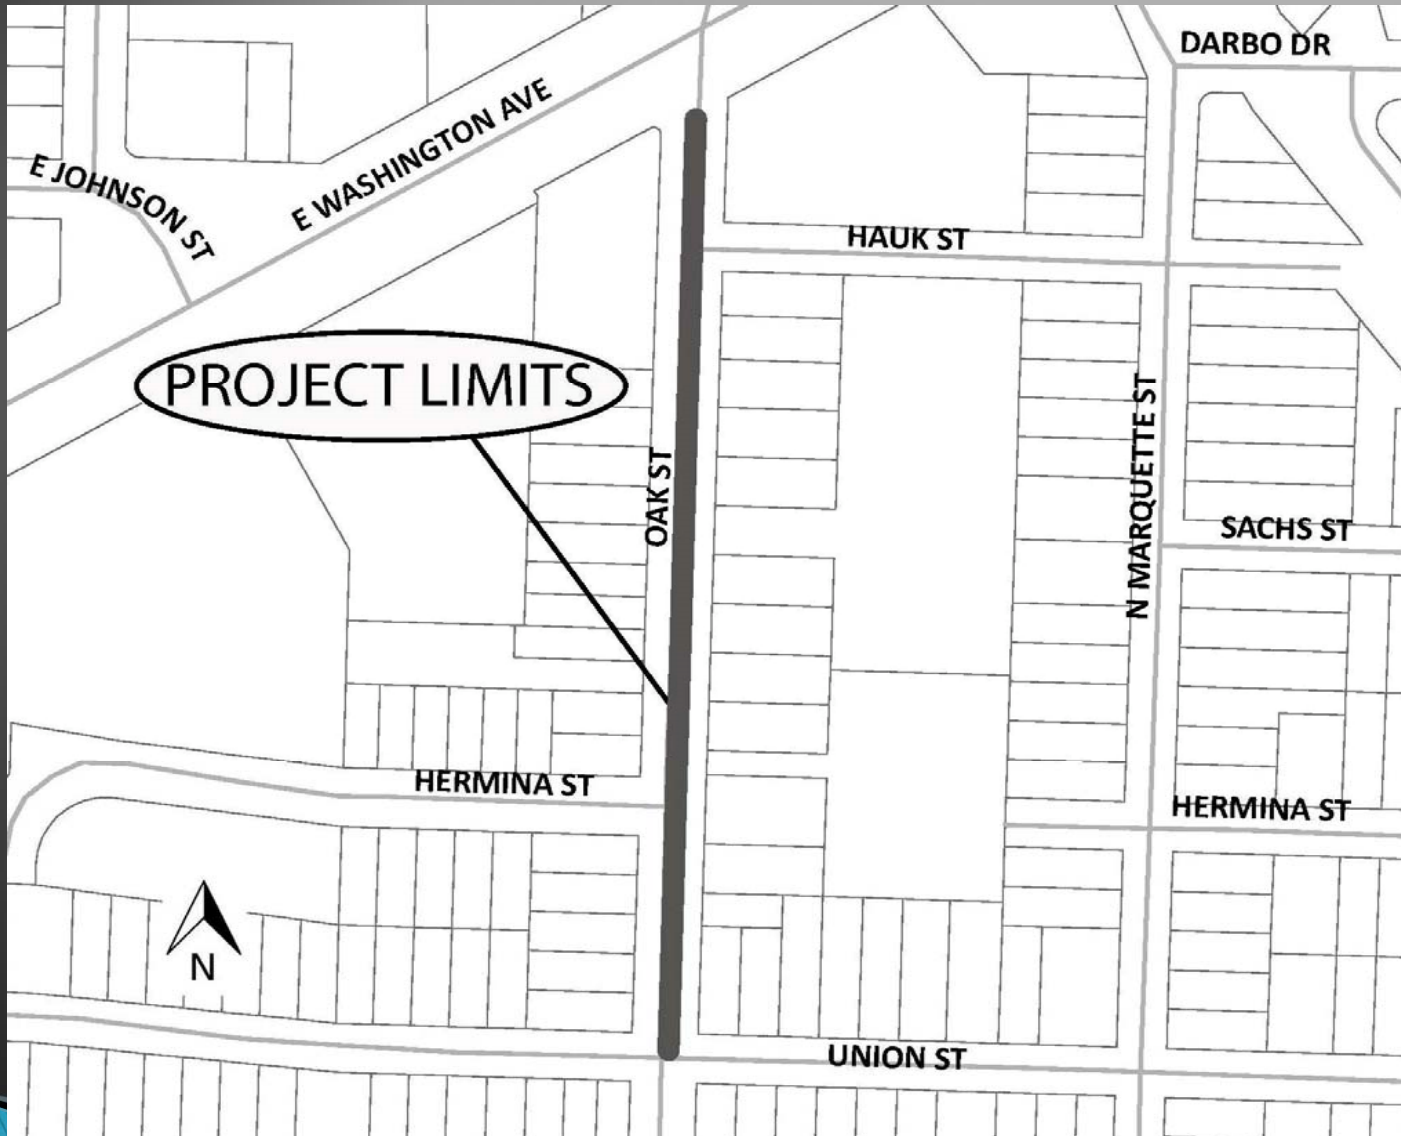 DARBO DR
E WASHINGTON AVE
E JOHNSON ST
HAUK ST
PROJECT LIMITS
OAK ST
N MARQUETTE ST
SACHS ST
HERMINA ST
HERMINA ST
N
UNION ST